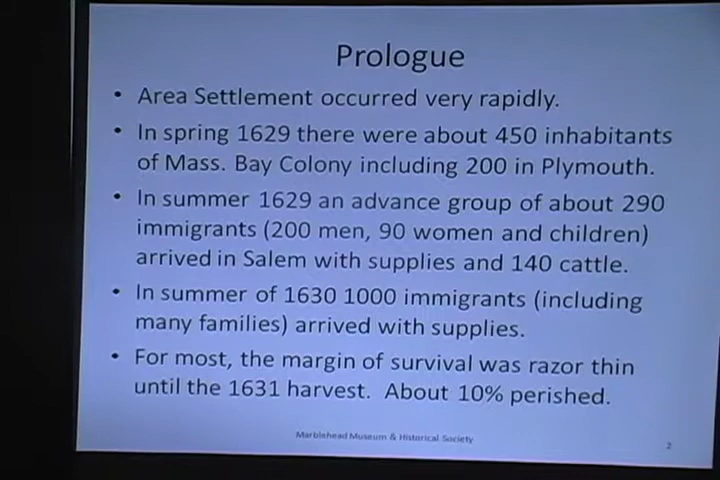 Prologue
• Area Settlement occurred very rapidly.
• In spring 1629 there were about 450 inhabitants
of Mass. Bay Colony including 200 in Plymouth.
• In summer 1629 an advance group of about 290
immigrants (200 men, 90 women and children)
arrived in Salem with supplies and 140 cattle.
• In summer of 1630 1000 immigrants (including
many families) arrived with supplies.
• For most, the margin of survival was razor thin
until the 1631 harvest.  About 10% perished.
Marblehead Museum & Historical Society
2